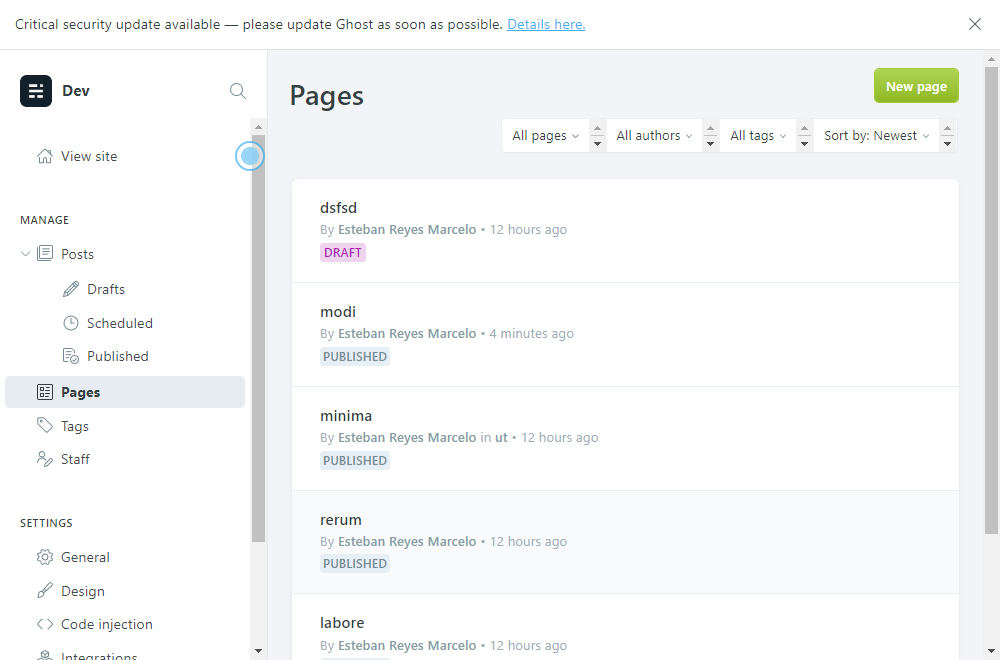 Critical security update available — please update Ghost as soon as possible. Details here.
Dev
View site
MANAGE
Posts
Drafts
Scheduled
Published
Pages
Tags
Staff
SETTINGS
General
Design
Code injection
Integrations
Pages
New page
All pages
All authors
All tags
Sort by: Newest
dsfsd
By Esteban Reyes Marcelo • 12 hours ago
DRAFT
modi
By Esteban Reyes Marcelo • 4 minutes ago
PUBLISHED
minima
By Esteban Reyes Marcelo in ut • 12 hours ago
PUBLISHED
rerum
By Esteban Reyes Marcelo • 12 hours ago
PUBLISHED
labore
By Esteban Reyes Marcelo • 12 hours ago